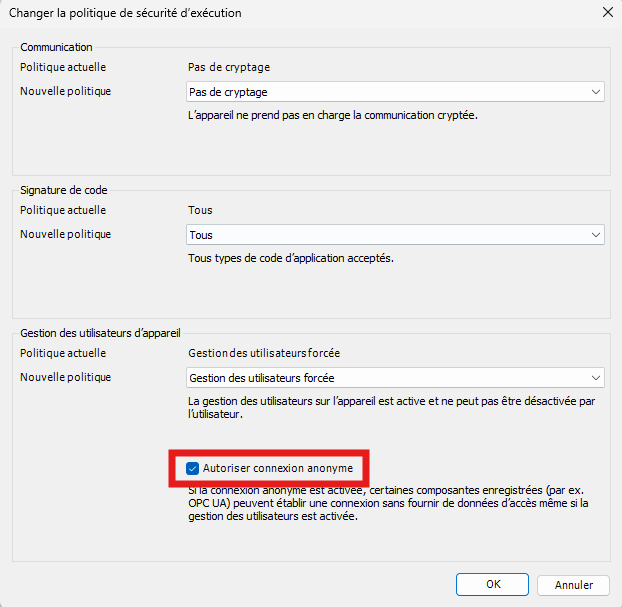 Changer la politique de sécurité d'exécution
Communication
Politique actuelle Pas de cryptage
Nouvelle politique Pas de cryptage
L'appareil ne prend pas en charge la communication cryptée.
Signature de code
Politique actuelle Tous
Nouvelle politique Tous
Tous types de code d'application acceptés.
Gestion des utilisateurs d'appareil
Politique actuelle Gestion des utilisateurs forcée
Nouvelle politique Gestion des utilisateurs forcée
La gestion des utilisateurs sur l'appareil est active et ne peut pas être désactivée par
l'utilisateur.
Autoriser connexion anonyme
Si la connexion anonyme est activée, certaines composantes enregistrées (par ex.
OPC UA) peuvent établir une connexion sans fournir de données d'accès même si la
gestion des utilisateurs est activée.
OK Annuler